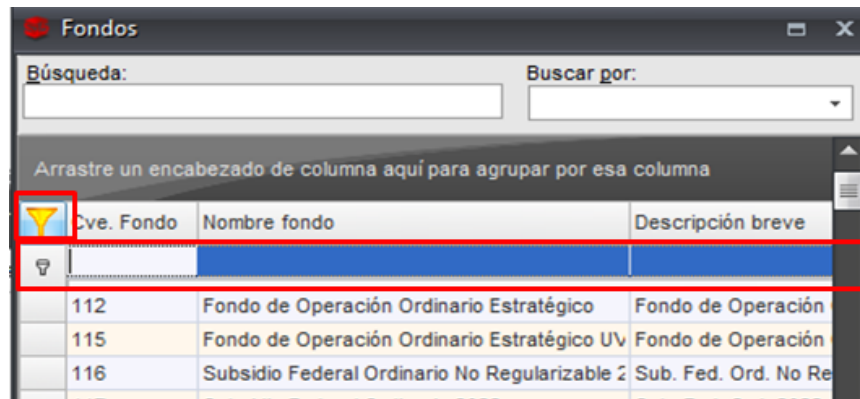 Fondos
Búsqueda: Buscar por:
Arrastre un encabezado de columna aquí para agrupar por esa columna
Cve. Fondo Nombre fondo Descripción breve
112 Fondo de Operación Ordinario Estratégico Fondo de Operación
115 Fondo de Operación Ordinario Estratégico UV Fondo de Operación
116 Subsidio Federal Ordinario No Regularizable 2 Sub. Fed. Ord. No Re